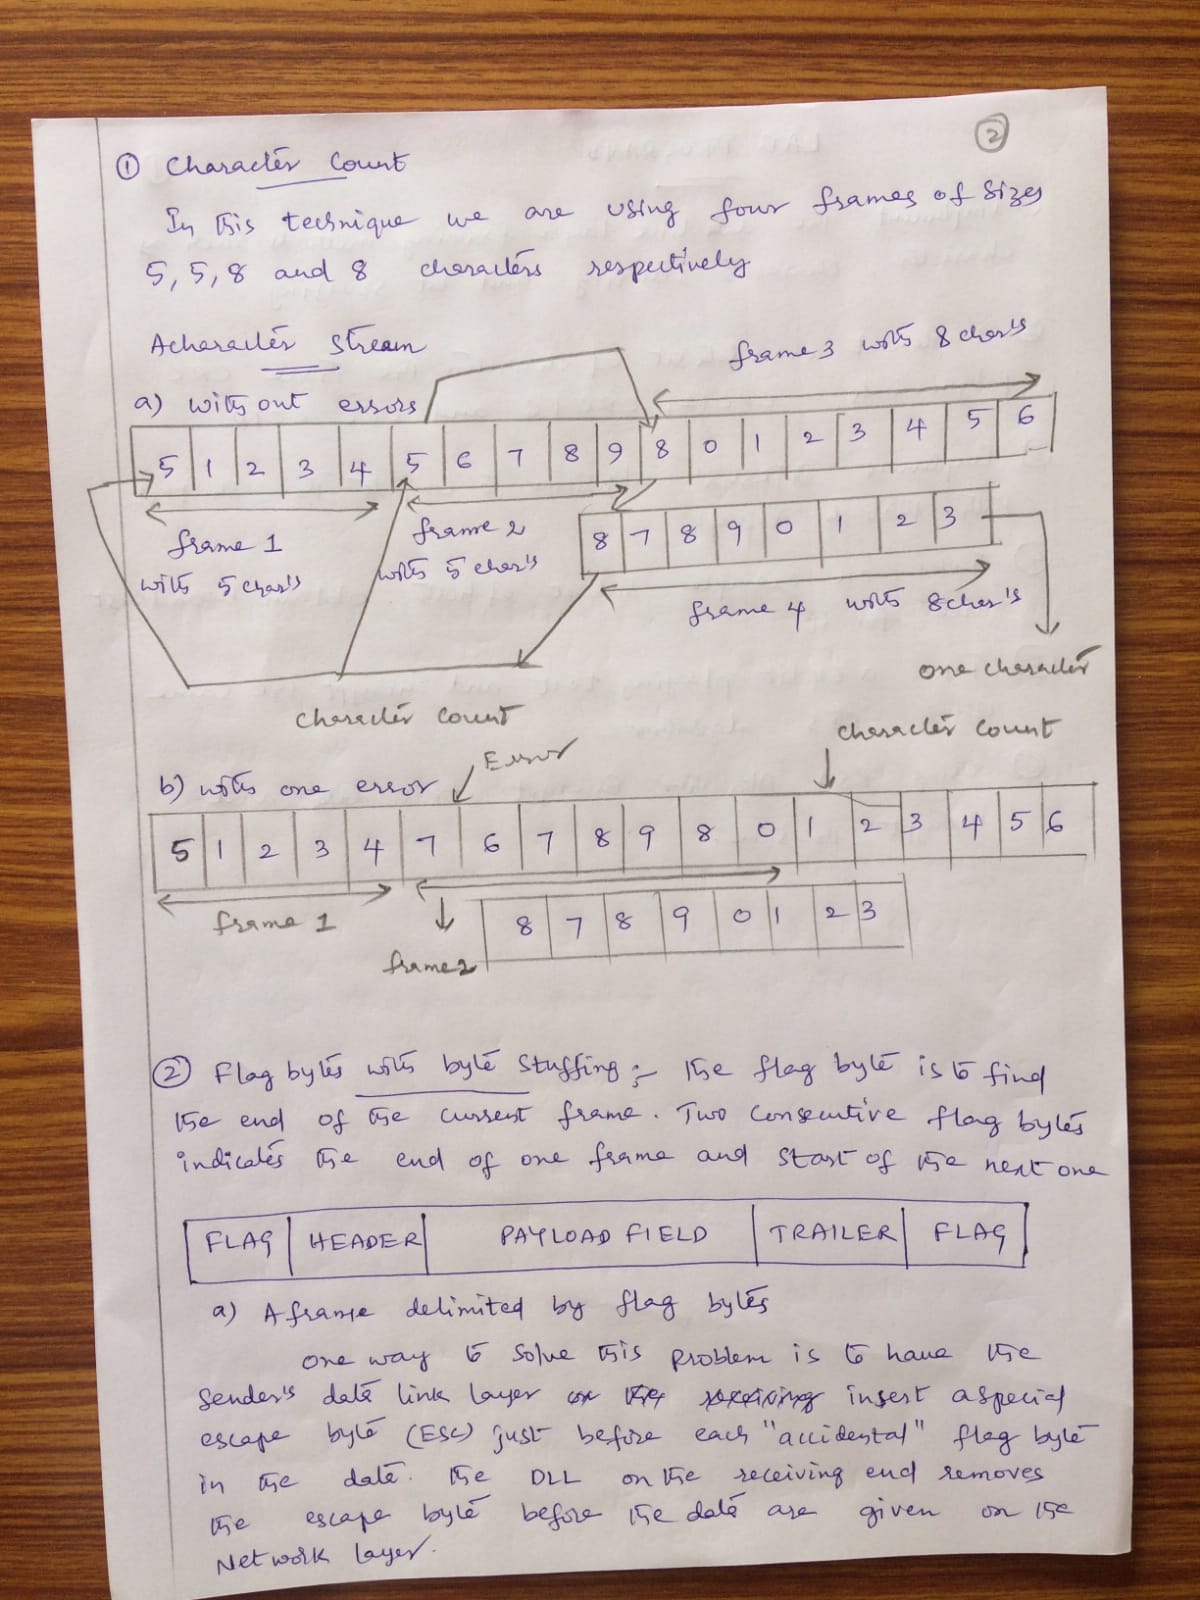 2
① Character Count
In this technique we are using four frames of sizes
5, 5, 8 and 8 characters respectively
A character Stream
frame 3 with 8 char's
a) without errors
5 1 2 3 4 5 6 7 8 9 8 0 1 2 3 4 5 6
frame 1
with 5 char's
frame 2
with 5 char's
8 7 8 9 0 1 2 3
frame 4 with 8 char's
one character
character count
character count
Error
b) with one error
5 1 2 3 4 7 6 7 8 9 8 0 1 2 3 4 5 6
frame 1
8 7 8 9 0 1 2 3
frame 2
② Flag bytes with byte stuffing :- The flag byte is to find
the end of the current frame. Two consecutive flag bytes
indicates the end of one frame and start of the next one
FLAG HEADER PAYLOAD FIELD TRAILER FLAG
a) A frame delimited by flag bytes
one way to solve this problem is to have the
sender's data link layer on the receiving insert a special
escape byte (ESC) just before each "accidental" flag byte
in the data. The DLL on the receiving end removes
the escape byte before the data are given on the
Network layer.